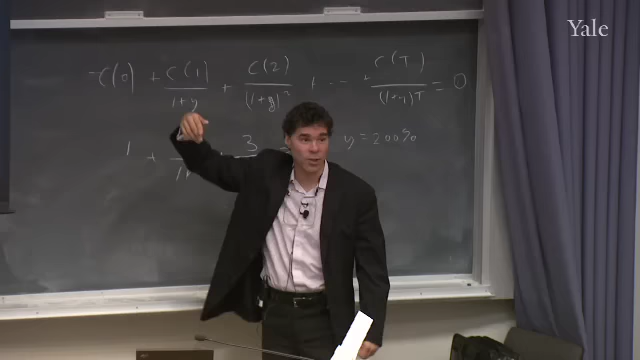 Yale
-C(0) + C(1)/(1+y) + C(2)/(1+y)^2 + ... + C(T)/(1+y)^T = 0
1 + 3 y = 200%